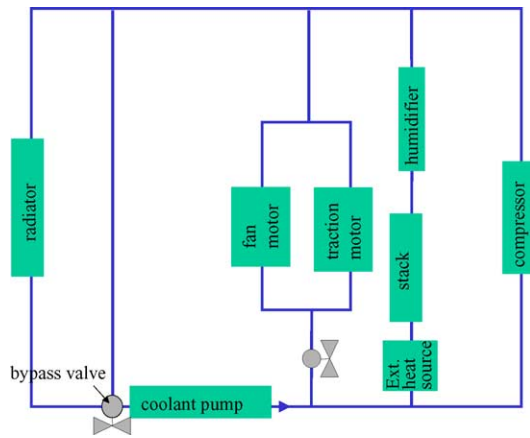 radiator
fan
motor
traction
motor
humidifier
stack
Ext.
heat
source
compressor
bypass valve
coolant pump